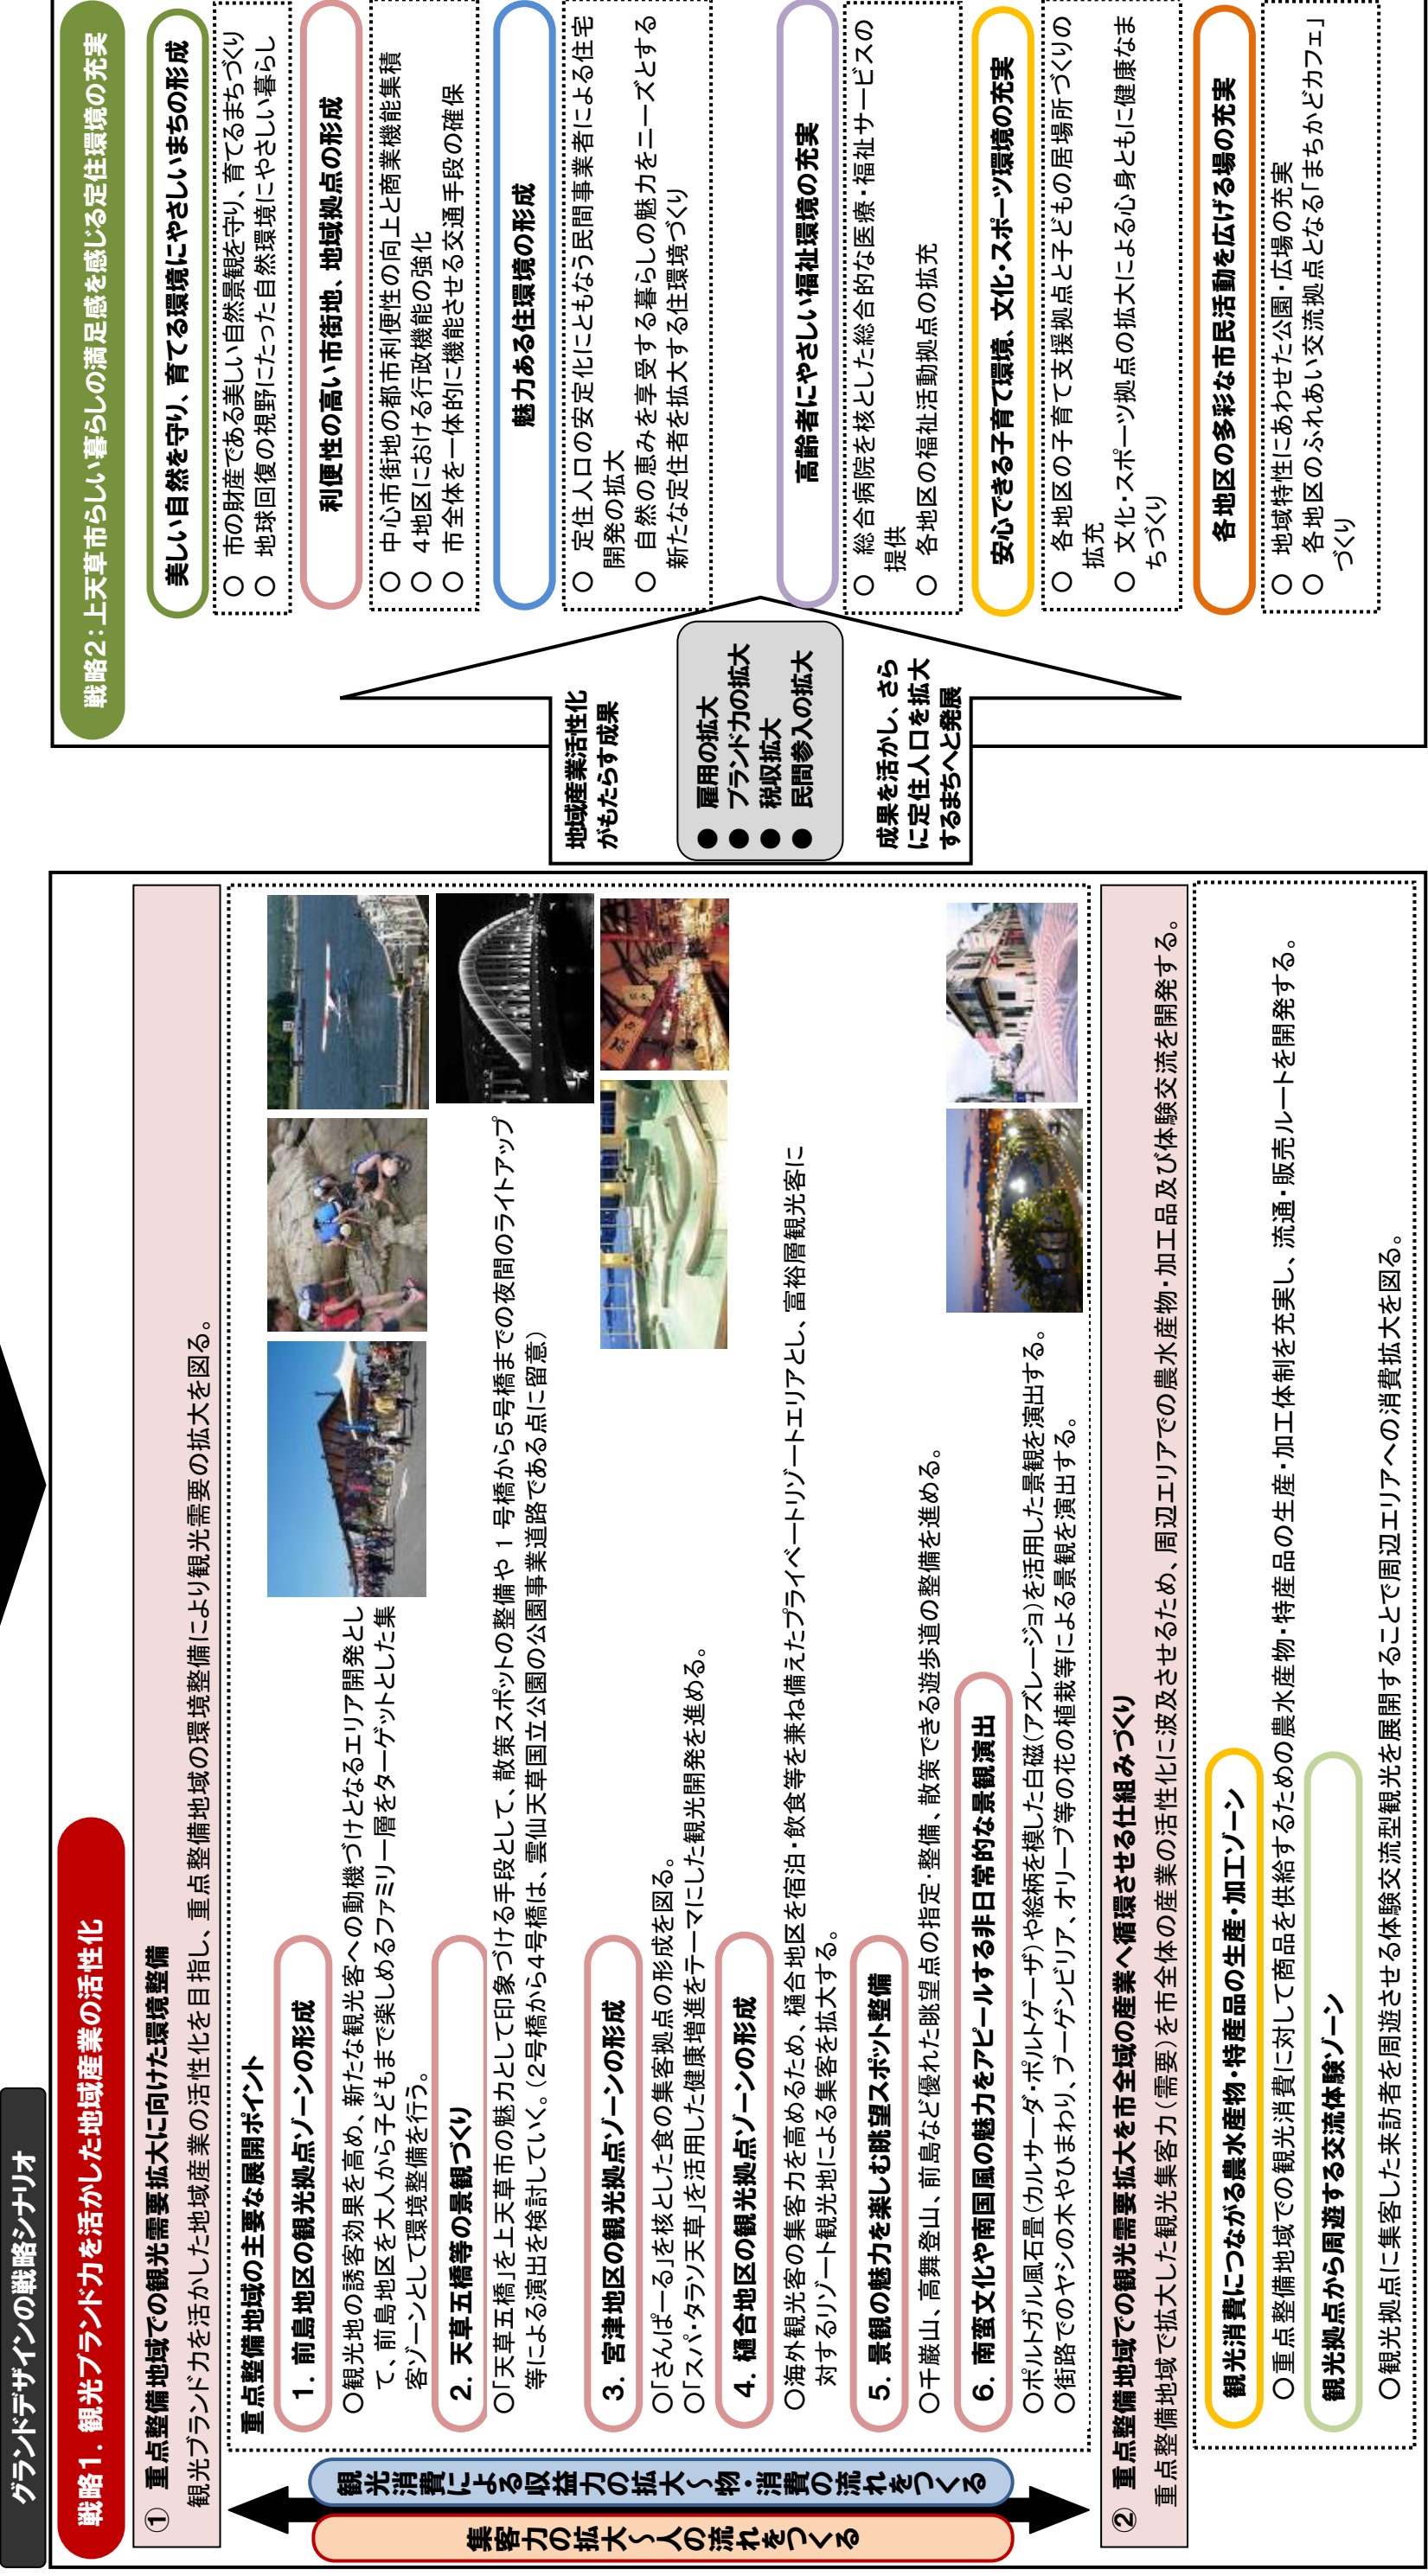 グランドデザインの戦略シナリオ
戦略1．観光ブランド力を活かした地域産業の活性化
① 重点整備地域での観光需要拡大に向けた環境整備
観光ブランド力を活かした地域産業の活性化を目指し、重点整備地域の環境整備により観光需要の拡大を図る。
重点整備地域の主要な展開ポイント
1．前島地区の観光拠点ゾーンの形成
○観光地の誘客効果を高め、新たな観光客への動機づけとなるエリア開発とし
て、前島地区を大人から子どもまで楽しめるファミリー層をターゲットとした集
客ゾーンとして環境整備を行う。
2．天草五橋等の景観づくり
○「天草五橋」を上天草市の魅力として印象づける手段として、散策スポットの整備や１号橋から5号橋までの夜間のライトアップ
等による演出を検討していく。（2号橋から4号橋は、雲仙天草国立公園の公園事業道路である点に留意）
3．宮津地区の観光拠点ゾーンの形成
○「さんぱーる」を核とした食の集客拠点の形成を図る。
○「スパ・タラソ天草」を活用した健康増進をテーマにした観光開発を進める。
4．樋合地区の観光拠点ゾーンの形成
○海外観光客の集客力を高めるため、樋合地区を宿泊・飲食等を兼ね備えたプライベートリゾートエリアとし、富裕層観光客に
対するリゾート観光地による集客を拡大する。
5．景観の魅力を楽しむ眺望スポット整備
○千巌山、高舞登山、前島など優れた眺望点の指定･整備、散策できる遊歩道の整備を進める。
6．南蛮文化や南国風の魅力をアピールする非日常的な景観演出
○ポルトガル風石畳（カルサーダ・ポルトゲーザ）や絵柄を模した白磁（アズレージョ）を活用した景観を演出する。
○街路でのヤシの木やひまわり、ブーゲンビリア、オリーブ等の花の植栽等による景観を演出する。
観光消費による収益力の拡大～物・消費の流れをつくる
集客力の拡大～人の流れをつくる
② 重点整備地域での観光需要拡大を市全域の産業へ循環させる仕組みづくり
重点整備地域で拡大した観光集客力（需要）を市全体の産業の活性化に波及させるため、周辺エリアでの農水産物・加工品及び体験交流を開発する。
観光消費につながる農水産物・特産品の生産・加工ゾーン
○重点整備地域での観光消費に対して商品を供給するための農水産物・特産品の生産・加工体制を充実し、流通・販売ルートを開発する。
観光拠点から周遊する交流体験ゾーン
○観光拠点に集客した来訪者を周遊させる体験交流型観光を展開することで周辺エリアへの消費拡大を図る。
地域産業活性化
がもたらす成果
● 雇用の拡大
● ブランド力の拡大
● 税収拡大
● 民間参入の拡大
成果を活かし、さら
に定住人口を拡大
するまちへと発展
戦略2：上天草市らしい暮らしの満足感を感じる定住環境の充実
美しい自然を守り、育てる環境にやさしいまちの形成
○ 市の財産である美しい自然景観を守り、育てるまちづくり
○ 地球回復の視野にたった自然環境にやさしい暮らし
利便性の高い市街地、地域拠点の形成
○ 中心市街地の都市利便性の向上と商業機能集積
○ 4地区における行政機能の強化
○ 市全体を一体的に機能させる交通手段の確保
魅力ある住環境の形成
○ 定住人口の安定化にともなう民間事業者による住宅
開発の拡大
○ 自然の恵みを享受する暮らしの魅力をニーズとする
新たな定住者を拡大する住環境づくり
高齢者にやさしい福祉環境の充実
○ 総合病院を核とした総合的な医療・福祉サービスの
提供
○ 各地区の福祉活動拠点の拡充
安心できる子育て環境、文化・スポーツ環境の充実
○ 各地区の子育て支援拠点と子どもの居場所づくりの
拡充
○ 文化・スポーツ拠点の拡大による心身ともに健康なま
ちづくり
各地区の多彩な市民活動を広げる場の充実
○ 地域特性にあわせた公園・広場の充実
○ 各地区のふれあい交流拠点となる「まちかどカフェ」
づくり